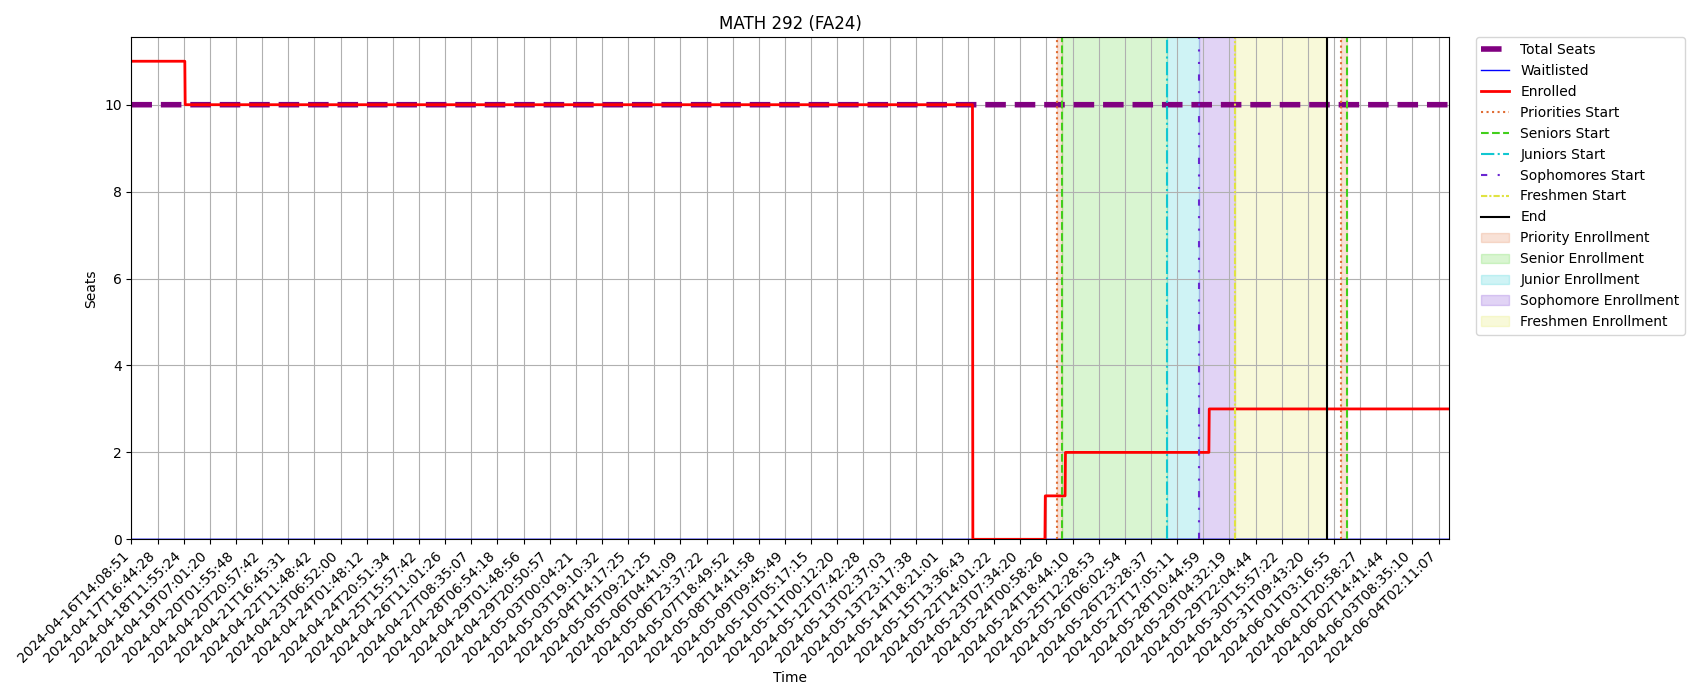 MATH 292 (FA24)
Seats
10
8
6
4
2
0
2024-04-16T14:08:51
2024-04-17T16:44:28
2024-04-18T11:55:24
2024-04-19T07:01:20
2024-04-20T01:55:48
2024-04-20T20:57:42
2024-04-21T16:45:31
2024-04-22T11:48:42
2024-04-23T06:52:00
2024-04-24T01:48:12
2024-04-24T20:51:34
2024-04-25T15:57:42
2024-04-26T11:01:26
2024-04-27T08:35:07
2024-04-28T06:54:18
2024-04-29T01:48:56
2024-04-29T20:50:57
2024-05-03T00:04:21
2024-05-03T19:10:32
2024-05-04T14:17:25
2024-05-05T09:21:25
2024-05-06T04:41:09
2024-05-06T23:37:22
2024-05-07T18:49:52
2024-05-08T14:41:58
2024-05-09T09:45:49
2024-05-10T05:17:15
2024-05-11T00:12:20
2024-05-12T07:42:28
2024-05-13T02:37:03
2024-05-13T23:17:38
2024-05-14T18:21:01
2024-05-15T13:36:43
2024-05-22T14:01:22
2024-05-23T07:34:20
2024-05-24T00:58:26
2024-05-24T18:44:10
2024-05-25T12:28:53
2024-05-26T06:02:54
2024-05-26T23:28:37
2024-05-27T17:05:11
2024-05-28T10:44:59
2024-05-29T04:32:19
2024-05-29T22:04:44
2024-05-30T15:57:22
2024-05-31T09:43:20
2024-06-01T03:16:55
2024-06-01T20:58:27
2024-06-02T14:41:44
2024-06-03T08:35:10
2024-06-04T02:11:07
Time
Total Seats
Waitlisted
Enrolled
Priorities Start
Seniors Start
Juniors Start
Sophomores Start
Freshmen Start
End
Priority Enrollment
Senior Enrollment
Junior Enrollment
Sophomore Enrollment
Freshmen Enrollment